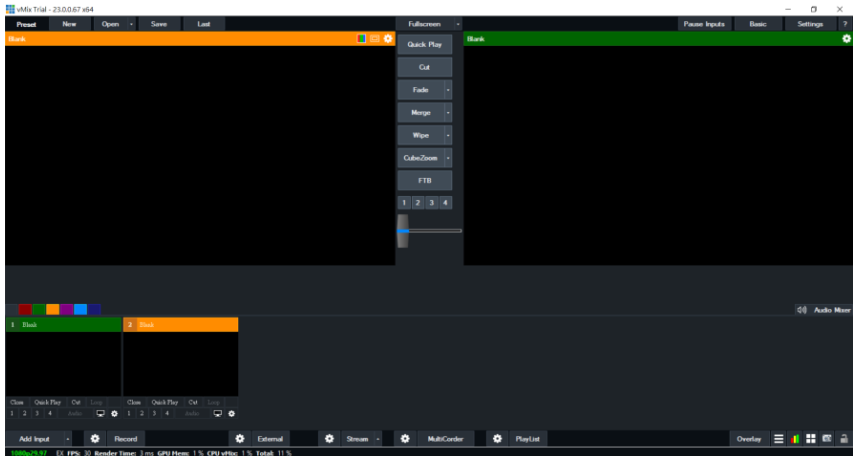 vMix Trial - 23.0.0.67 x64
Preset New Open Save Last Fullscreen Pause Inputs Basic Settings ?
Blank Quick Play Blank
Cut
Fade
Merge
Wipe
CubeZoom
FTB
1 2 3 4
Audio Mixer
1 Blank 2 Blank
Close Quick Play Cut Loop Close Quick Play Cut Loop
1 2 3 4 Audio 1 2 3 4 Audio
Add Input Record External Stream MultiCorder PlayList Overlay
1080p29.97 EX FPS: 30 Render Time: 3 ms GPU Mem: 1 % CPU vMix: 1 % Total: 11 %